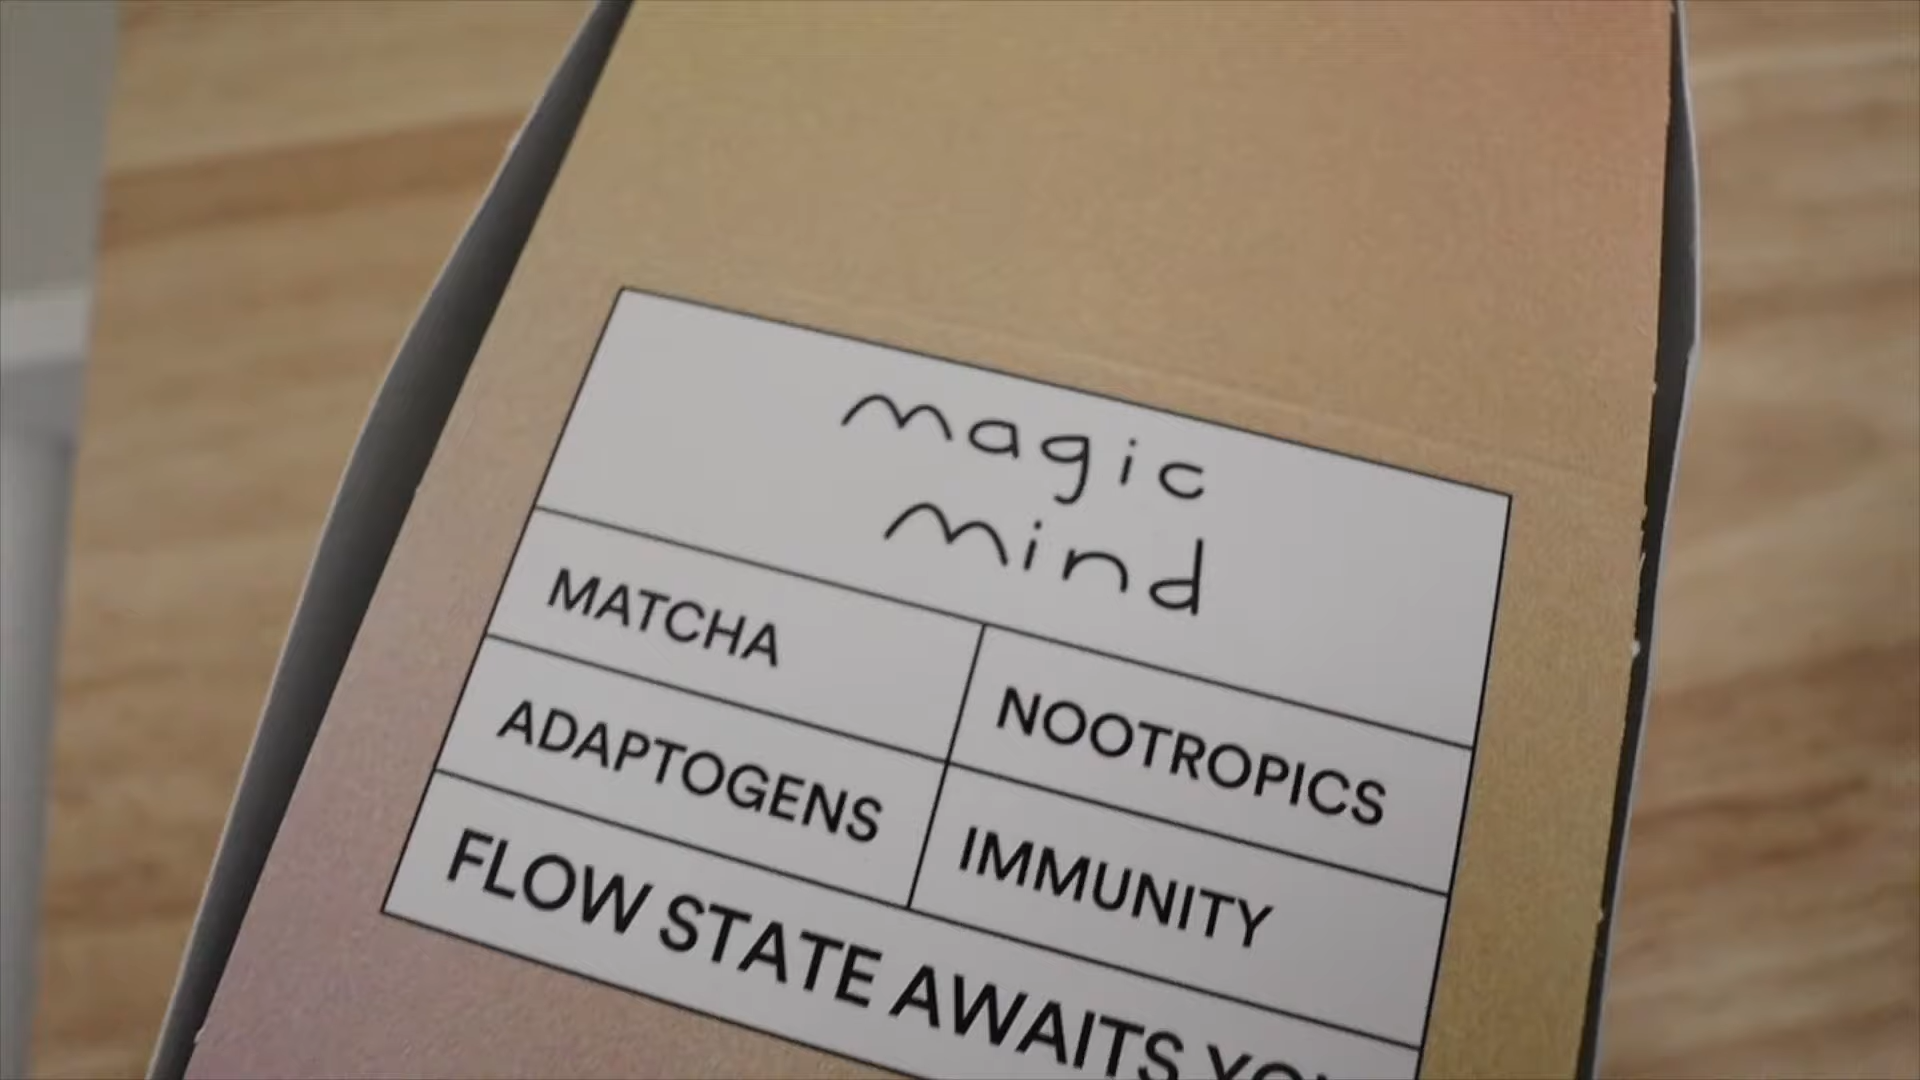 magic
mind
MATCHA
NOOTROPICS
ADAPTOGENS
IMMUNITY
FLOW STATE AWAITS